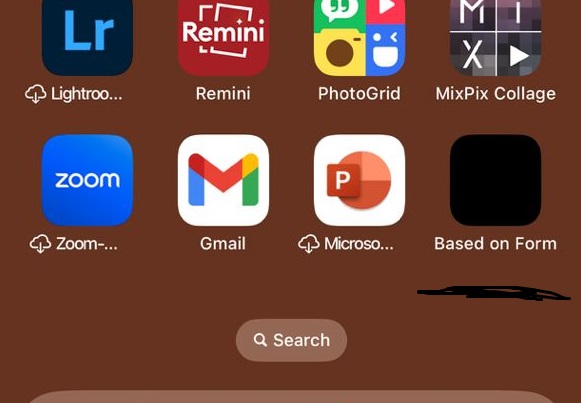 Lr
Remini
M I
X
Lightroo...
Remini
PhotoGrid
MixPix Collage
zoom
P
Zoom-...
Gmail
Microso...
Based on Form
Search